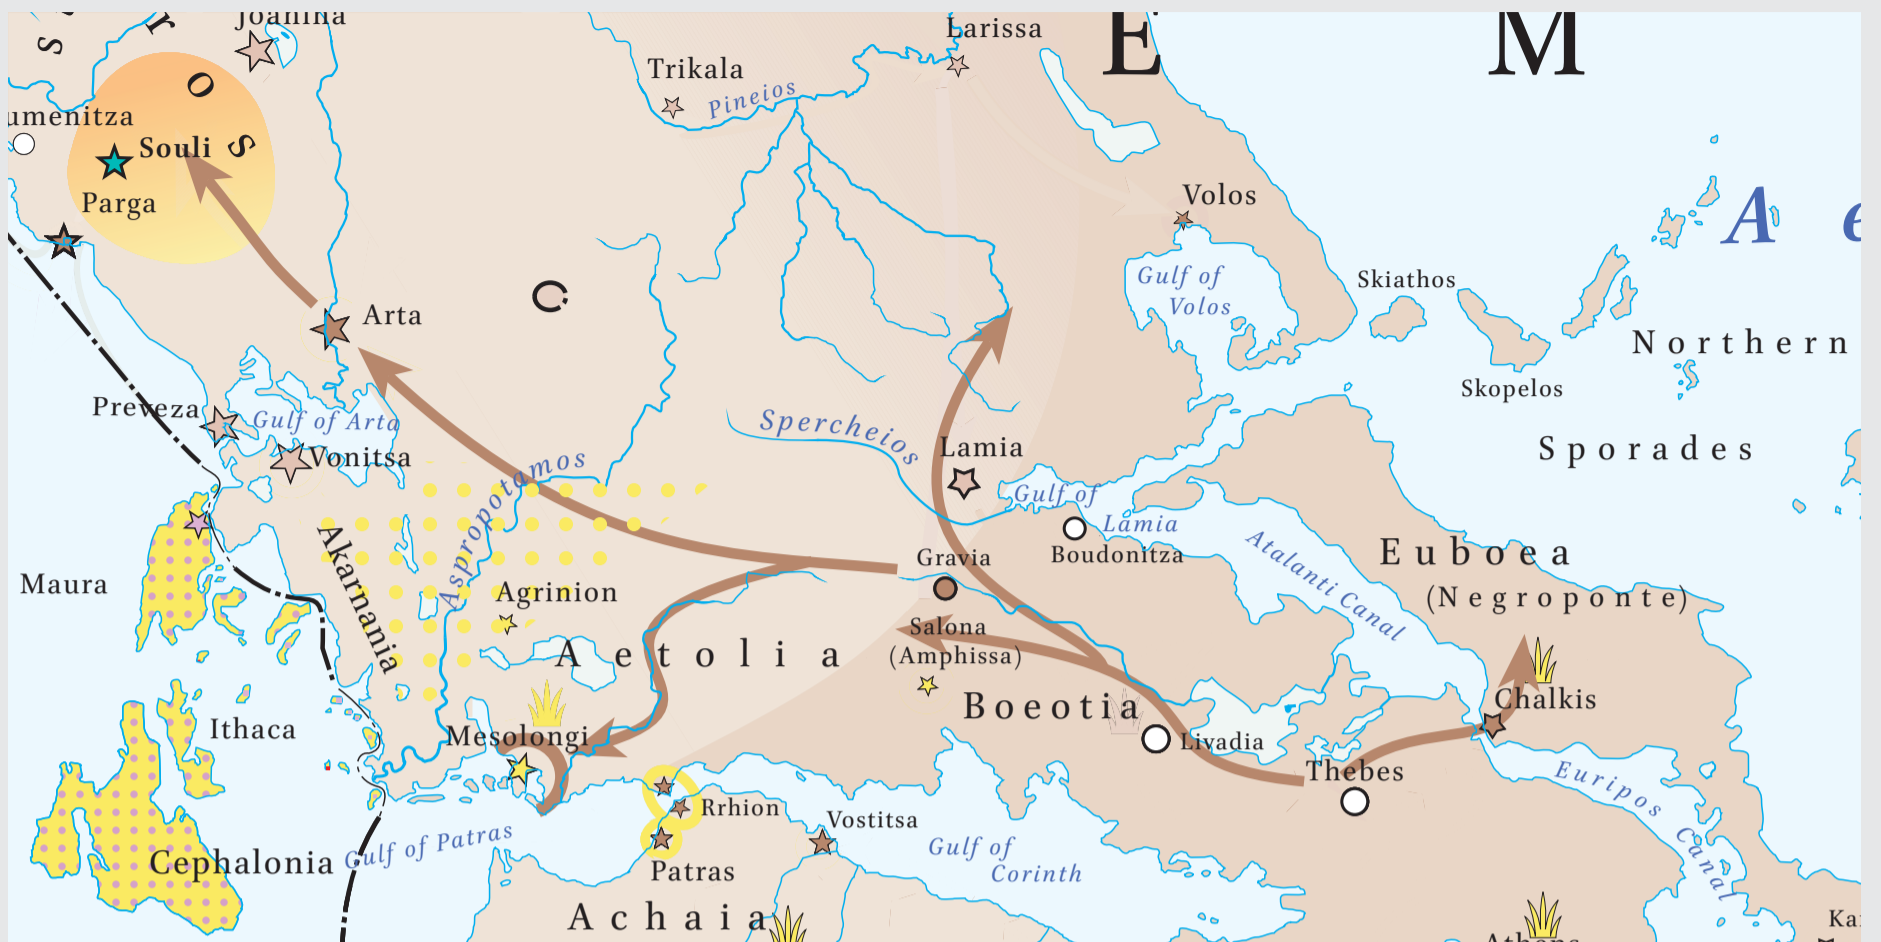 Joanina
Larissa
E M
Trikala
Pineios
umenitza
Souli
O
S
Parga
Volos
A e
Gulf of
Volos
Skiathos
Arta
Northern
Skopelos
Preveza
Gulf of Arta
Spercheios
Lamia
Sporades
Vonitsa
Aspropotamos
Gulf of
Lamia
Akarnania
Gravia
Boudonitza
Atalanti Canal
Euboea
(Negroponte)
Maura
Agrinion
Salona
(Amphissa)
Aetolia
Boeotia
Chalkis
Ithaca
Mesolongi
Livadia
Thebes
Euripos Canal
Rrhion
Vostitsa
Gulf of Patras
Gulf of
Corinth
Cephalonia
Patras
Achaia
Ka
Athens